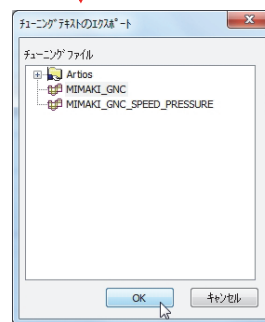 ﾁｭｰﾆﾝｸﾞﾃｷｽﾄのｴｸｽﾎﾟｰﾄ
ﾁｭｰﾆﾝｸﾞﾌｧｲﾙ
Artios
MIMAKI_GNC
MIMAKI_GNC_SPEED_PRESSURE
OK
ｷｬﾝｾﾙ